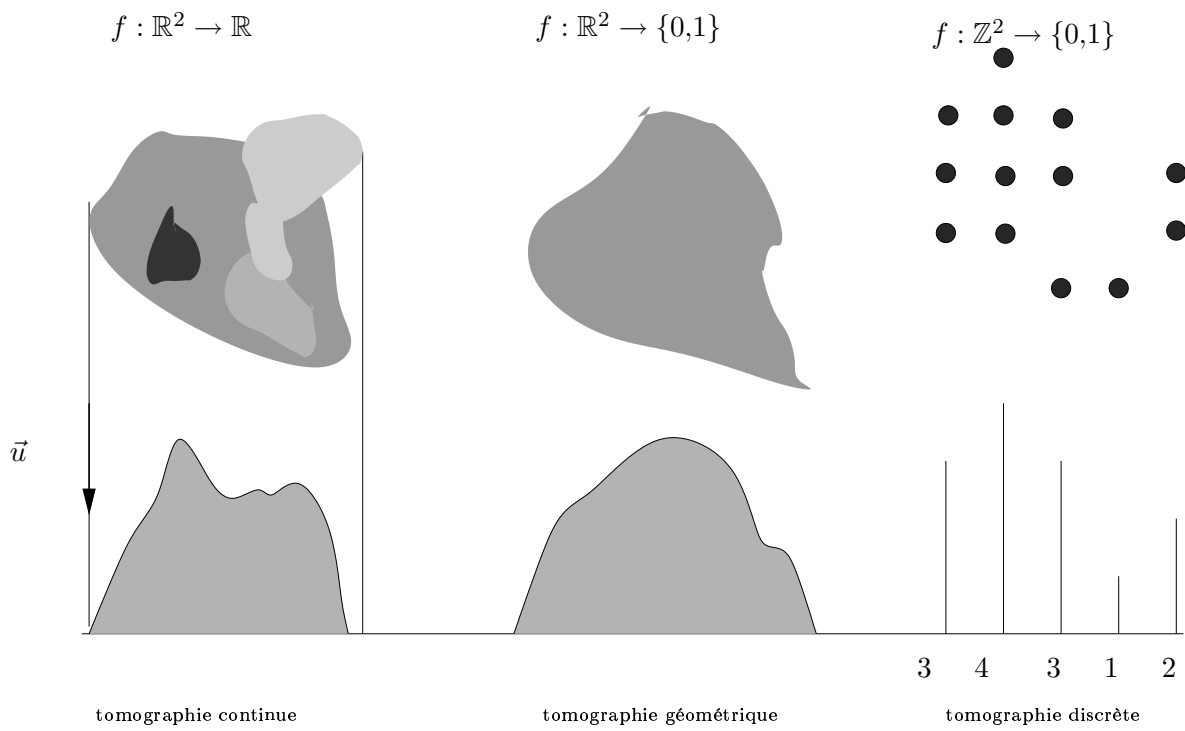 f : ℝ² → ℝ
f : ℝ² → {0,1}
f : ℤ² → {0,1}
u⃗
3 4 3 1 2
tomographie continue
tomographie géométrique
tomographie discrète